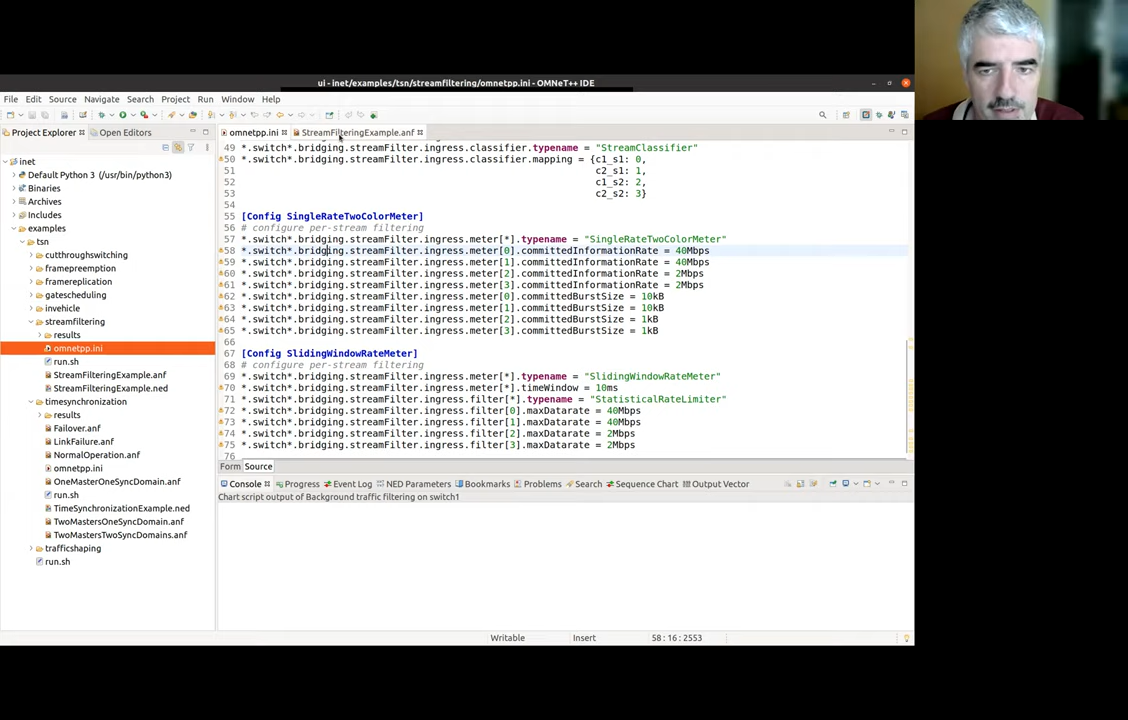 ui - inet/examples/tsn/streamfiltering/omnetpp.ini - OMNeT++ IDE
File Edit Source Navigate Search Project Run Window Help
Project Explorer Open Editors
omnetpp.ini StreamFilteringExample.anf
inet
Default Python 3 (/usr/bin/python3)
Binaries
Archives
Includes
examples
tsn
cutthroughswitching
framepreemption
framereplication
gatescheduling
invehicle
streamfiltering
results
omnetpp.ini
run.sh
StreamFilteringExample.anf
StreamFilteringExample.ned
timesynchronization
results
Failover.anf
LinkFailure.anf
NormalOperation.anf
omnetpp.ini
OneMasterOneSyncDomain.anf
run.sh
TimeSynchronizationExample.ned
TwoMastersOneSyncDomain.anf
TwoMastersTwoSyncDomains.anf
trafficshaping
run.sh
49 *.switch*.bridging.streamFilter.ingress.classifier.typename = "StreamClassifier"
50 *.switch*.bridging.streamFilter.ingress.classifier.mapping = {c1_s1: 0,
51 c2_s1: 1,
52 c1_s2: 2,
53 c2_s2: 3}
54
55 [Config SingleRateTwoColorMeter]
56 # configure per-stream filtering
57 *.switch*.bridging.streamFilter.ingress.meter[*].typename = "SingleRateTwoColorMeter"
58 *.switch*.bridging.streamFilter.ingress.meter[0].committedInformationRate = 40Mbps
59 *.switch*.bridging.streamFilter.ingress.meter[1].committedInformationRate = 40Mbps
60 *.switch*.bridging.streamFilter.ingress.meter[2].committedInformationRate = 2Mbps
61 *.switch*.bridging.streamFilter.ingress.meter[3].committedInformationRate = 2Mbps
62 *.switch*.bridging.streamFilter.ingress.meter[0].committedBurstSize = 10kB
63 *.switch*.bridging.streamFilter.ingress.meter[1].committedBurstSize = 10kB
64 *.switch*.bridging.streamFilter.ingress.meter[2].committedBurstSize = 1kB
65 *.switch*.bridging.streamFilter.ingress.meter[3].committedBurstSize = 1kB
66
67 [Config SlidingWindowRateMeter]
68 # configure per-stream filtering
69 *.switch*.bridging.streamFilter.ingress.meter[*].typename = "SlidingWindowRateMeter"
70 *.switch*.bridging.streamFilter.ingress.meter[*].timeWindow = 10ms
71 *.switch*.bridging.streamFilter.ingress.filter[*].typename = "StatisticalRateLimiter"
72 *.switch*.bridging.streamFilter.ingress.filter[0].maxDatarate = 40Mbps
73 *.switch*.bridging.streamFilter.ingress.filter[1].maxDatarate = 40Mbps
74 *.switch*.bridging.streamFilter.ingress.filter[2].maxDatarate = 2Mbps
75 *.switch*.bridging.streamFilter.ingress.filter[3].maxDatarate = 2Mbps
76
Form Source
Console Progress Event Log NED Parameters Bookmarks Problems Search Sequence Chart Output Vector
Chart script output of Background traffic filtering on switch1
Writable Insert 58 : 16 : 2553